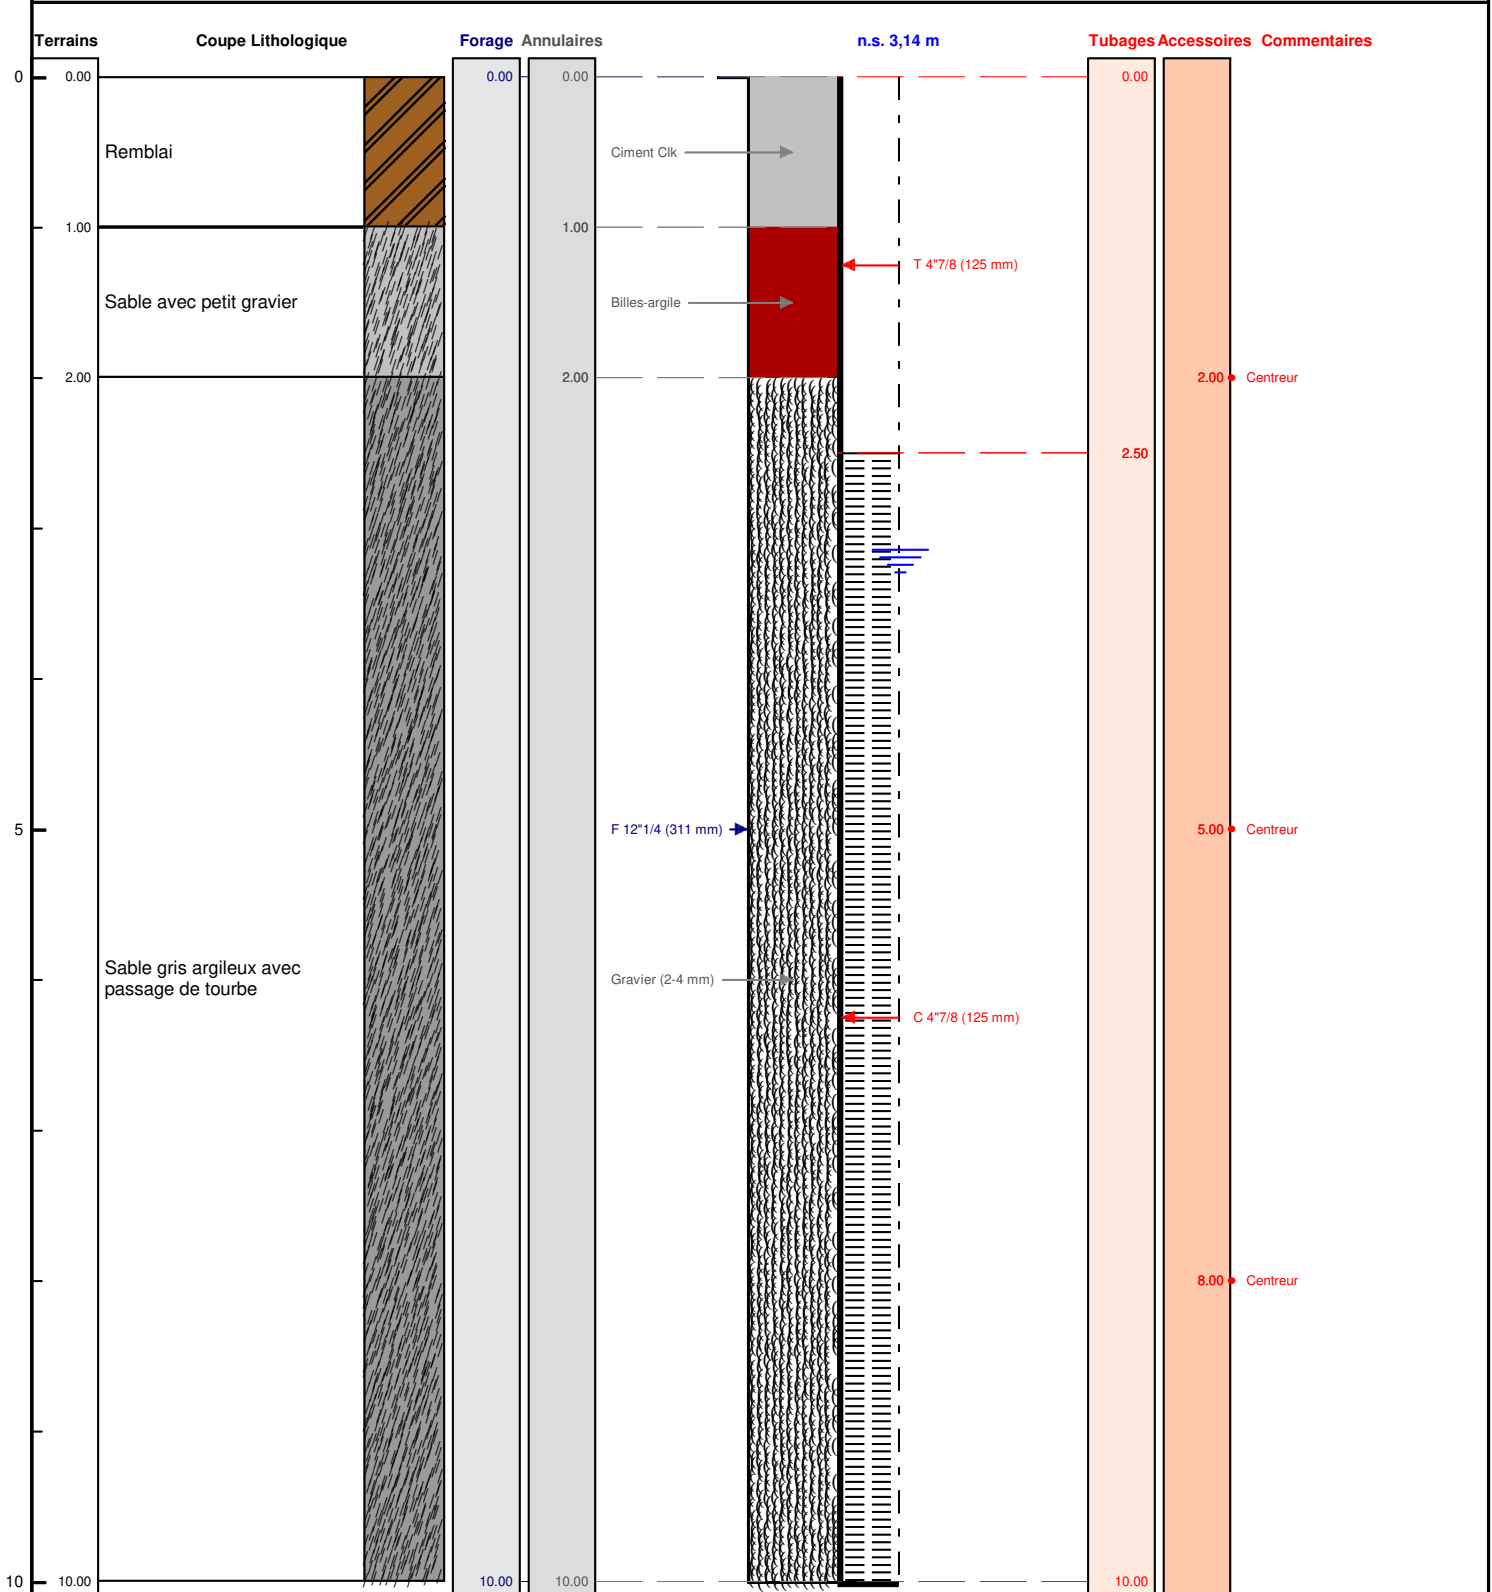 Terrains Coupe Lithologique Forage Annulaires n.s. 3,14 m Tubages Accessoires Commentaires
0 0.00 0.00 0.00 0.00
Remblai Ciment Clk
1.00 1.00
T 4"7/8 (125 mm)
Sable avec petit gravier Billes-argile
2.00 2.00 2.00 Centreur
2.50
5 F 12"1/4 (311 mm) 5.00 Centreur
Sable gris argileux avec
passage de tourbe
Gravier (2-4 mm)
C 4"7/8 (125 mm)
8.00 Centreur
10 10.00 10.00 10.00 10.00